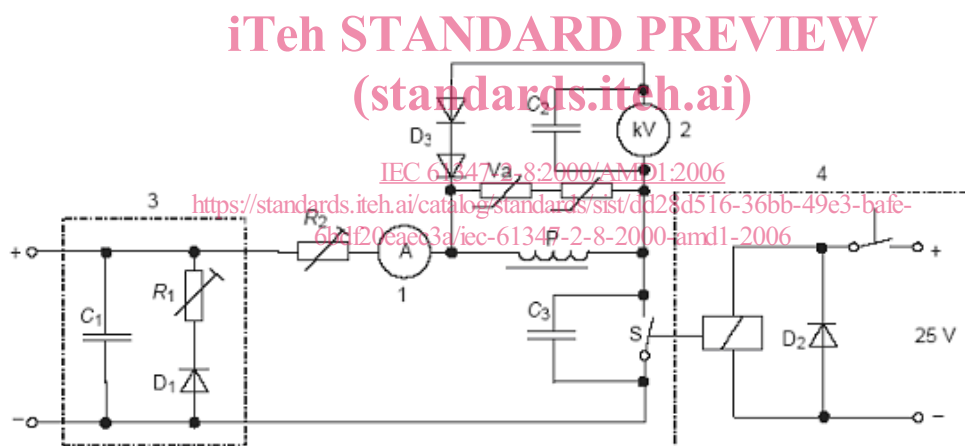 iTeh STANDARD PREVIEW
(standards.iteh.ai)
C2
kV
2
D3
Va
IEC 61347-2-8:2000/AMD1:2006
4
https://standards.iteh.ai/catalog/standards/sist/dd28d516-36bb-49e3-bafe-
6bdf20eaec3a/iec-61347-2-8-2000-amd1-2006
3
R2
P
+
A
+
1
R1
C1
C3
S
D2
25 V
D1
−
−